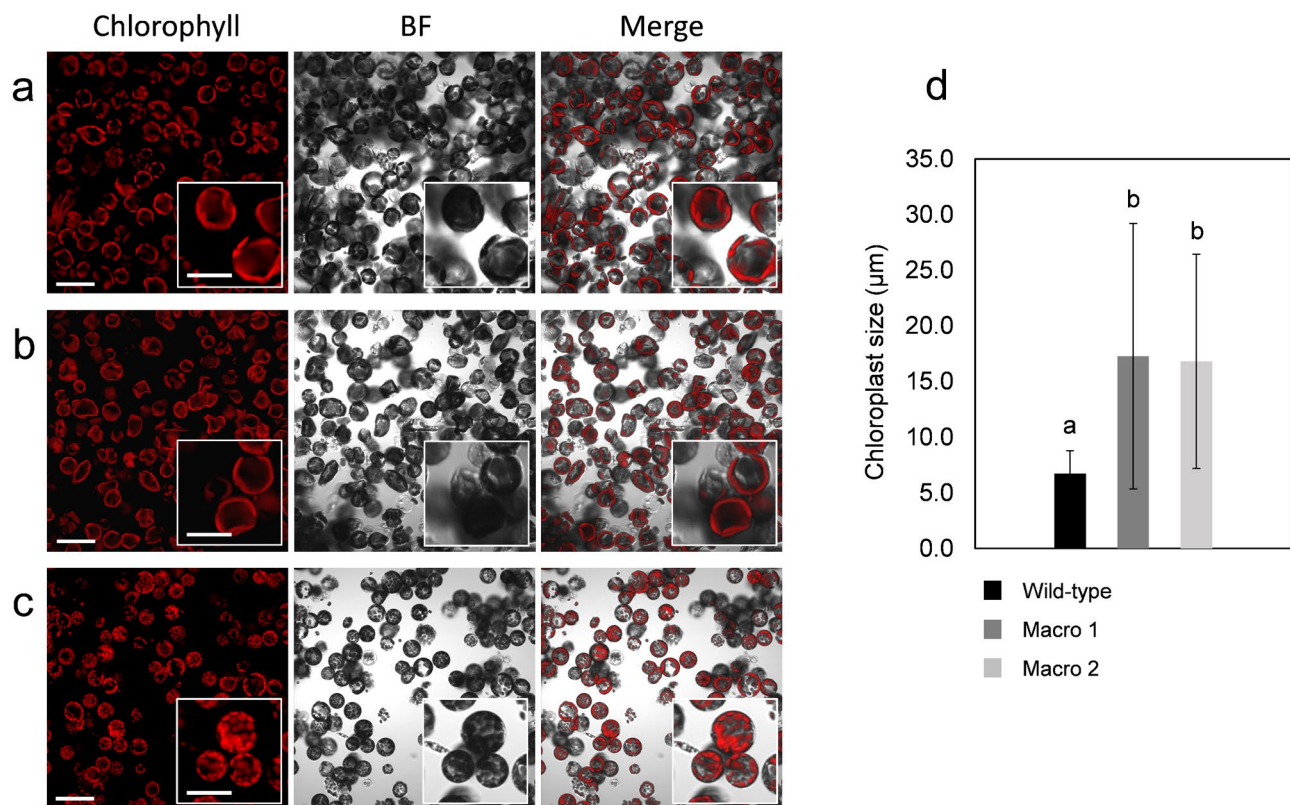 Chlorophyll BF Merge
a
b
c
d
35.0
30.0
25.0
20.0
15.0
10.0
5.0
0.0
Chloroplast size (µm)
a
b
b
Wild-type
Macro 1
Macro 2